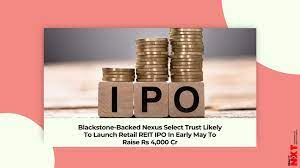 IPO
Blackstone-Backed Nexus Select Trust Likely
To Launch Retail REIT IPO In Early May To
Raise Rs 4,000 Cr